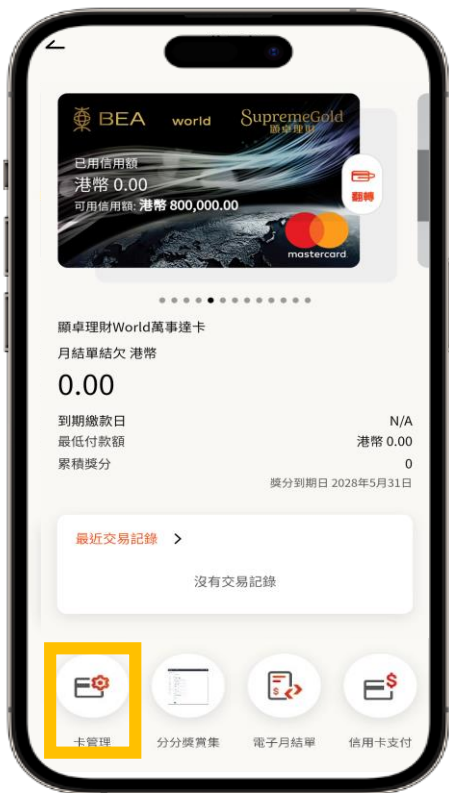 BEA world SupremeGold
顯卓理財
已用信用額
港幣 0.00
可用信用額: 港幣 800,000.00
翻轉
mastercard
顯卓理財World萬事達卡
月結單結欠 港幣
0.00
到期繳款日 N/A
最低付款額 港幣 0.00
累積獎分 0
獎分到期日 2028年5月31日
最近交易記錄
沒有交易記錄
卡管理 分分獎賞集 電子月結單 信用卡支付